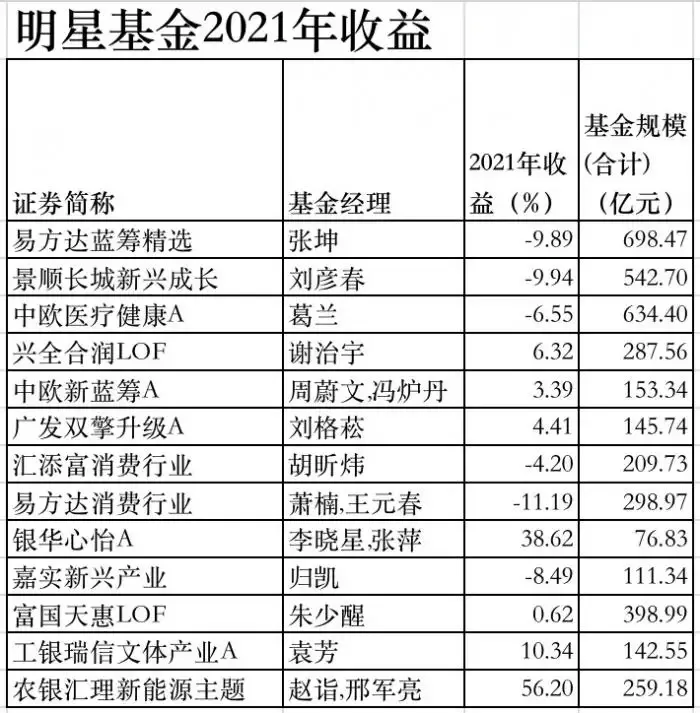 明星基金2021年收益
证券简称 基金经理 2021年收益（%） 基金规模(合计)（亿元）
易方达蓝筹精选 张坤 -9.89 698.47
景顺长城新兴成长 刘彦春 -9.94 542.70
中欧医疗健康A 葛兰 -6.55 634.40
兴全合润LOF 谢治宇 6.32 287.56
中欧新蓝筹A 周蔚文,冯炉丹 3.39 153.34
广发双擎升级A 刘格菘 4.41 145.74
汇添富消费行业 胡昕炜 -4.20 209.73
易方达消费行业 萧楠,王元春 -11.19 298.97
银华心怡A 李晓星,张萍 38.62 76.83
嘉实新兴产业 归凯 -8.49 111.34
富国天惠LOF 朱少醒 0.62 398.99
工银瑞信文体产业A 袁芳 10.34 142.55
农银汇理新能源主题 赵诣,邢军亮 56.20 259.18